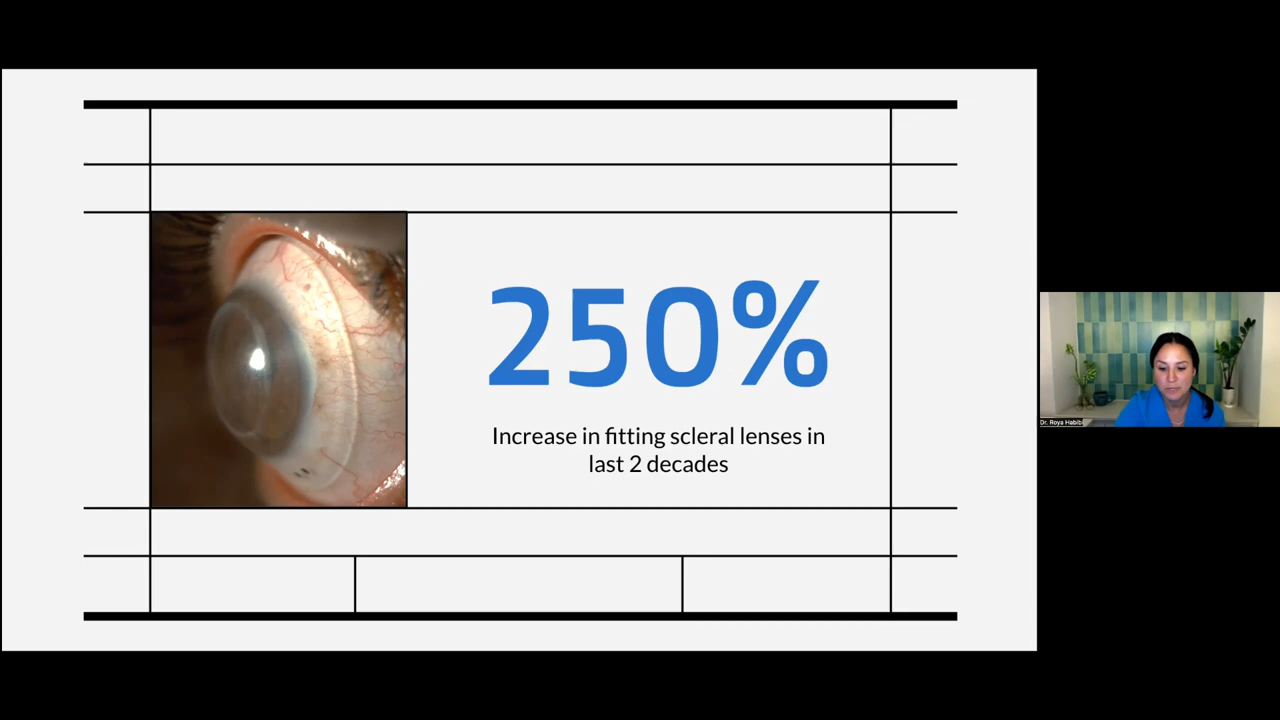 250%
Increase in fitting scleral lenses in
last 2 decades
Dr. Roya Habibi